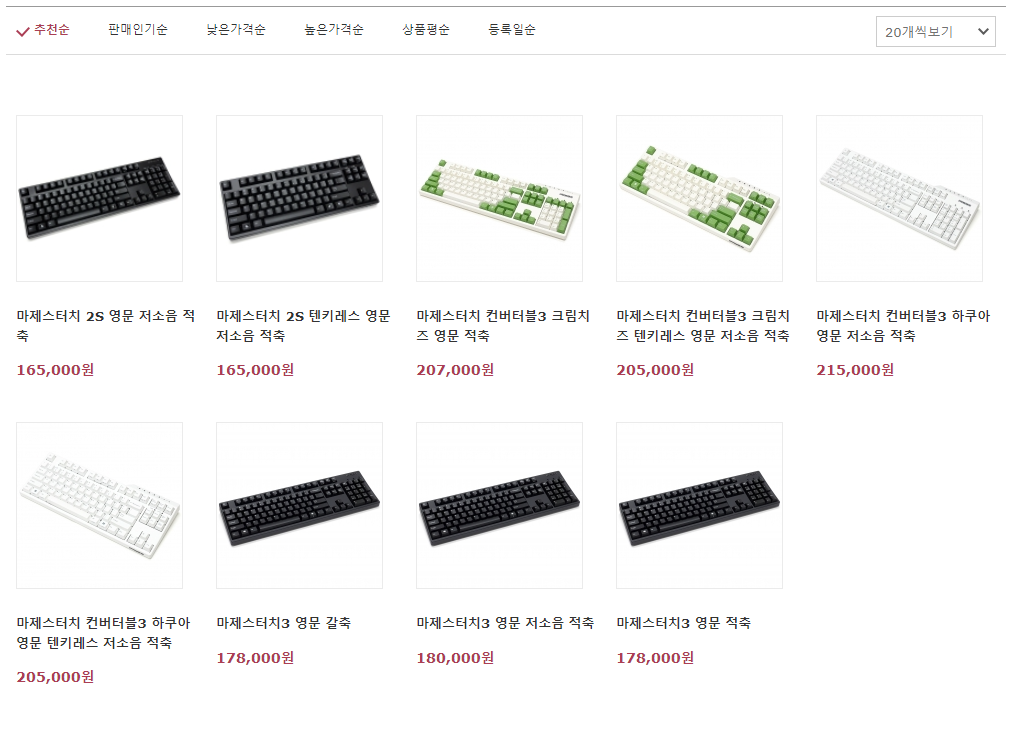 추천순 판매인기순 낮은가격순 높은가격순 상품평순 등록일순 20개씩보기
마제스터치 2S 영문 저소음 적
축
165,000원
마제스터치 2S 텐키레스 영문
저소음 적축
165,000원
마제스터치 컨버터블3 크림치
즈 영문 적축
207,000원
마제스터치 컨버터블3 크림치
즈 텐키레스 영문 저소음 적축
205,000원
마제스터치 컨버터블3 하쿠아
영문 저소음 적축
215,000원
마제스터치 컨버터블3 하쿠아
영문 텐키레스 저소음 적축
205,000원
마제스터치3 영문 갈축
178,000원
마제스터치3 영문 저소음 적축
180,000원
마제스터치3 영문 적축
178,000원